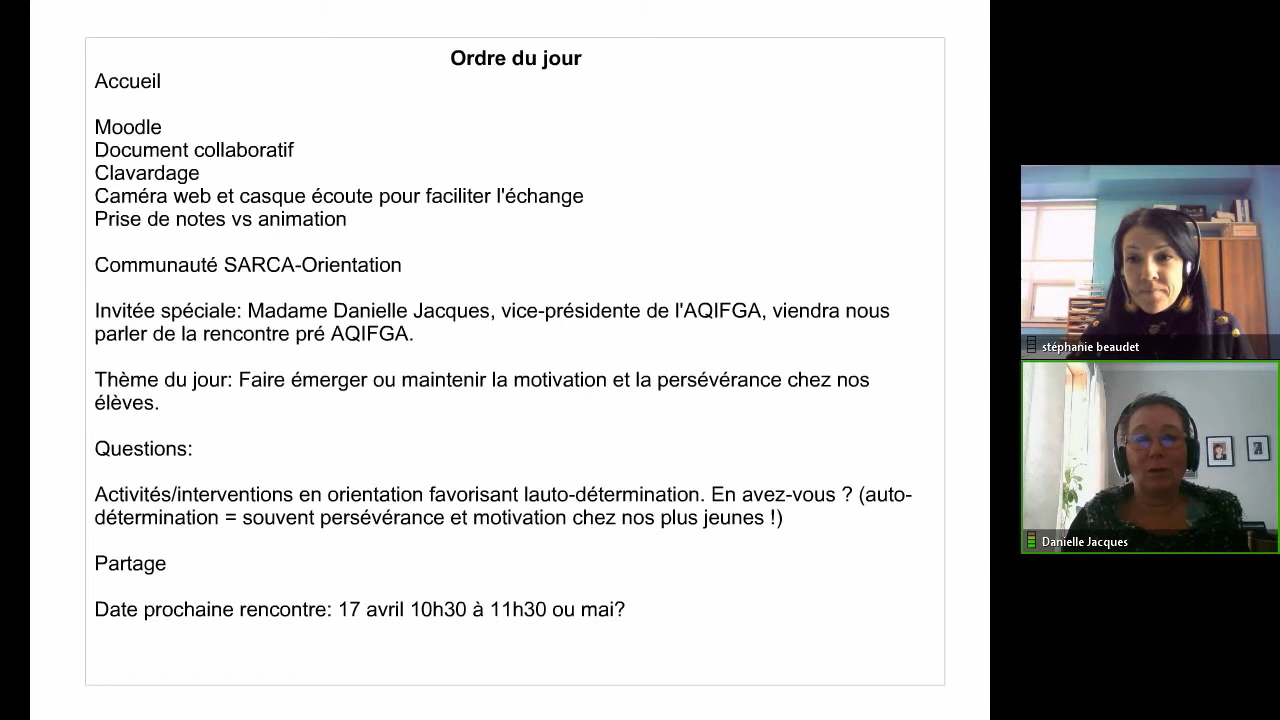 Ordre du jour
Accueil
Moodle
Document collaboratif
Clavardage
Caméra web et casque écoute pour faciliter l'échange
Prise de notes vs animation
Communauté SARCA-Orientation
Invitée spéciale: Madame Danielle Jacques, vice-présidente de l'AQIFGA, viendra nous
parler de la rencontre pré AQIFGA.
Thème du jour: Faire émerger ou maintenir la motivation et la persévérance chez nos
élèves.
Questions:
Activités/interventions en orientation favorisant lauto-détermination. En avez-vous ? (auto-
détermination = souvent persévérance et motivation chez nos plus jeunes !)
Partage
Date prochaine rencontre: 17 avril 10h30 à 11h30 ou mai?
stéphanie beaudet
Danielle Jacques